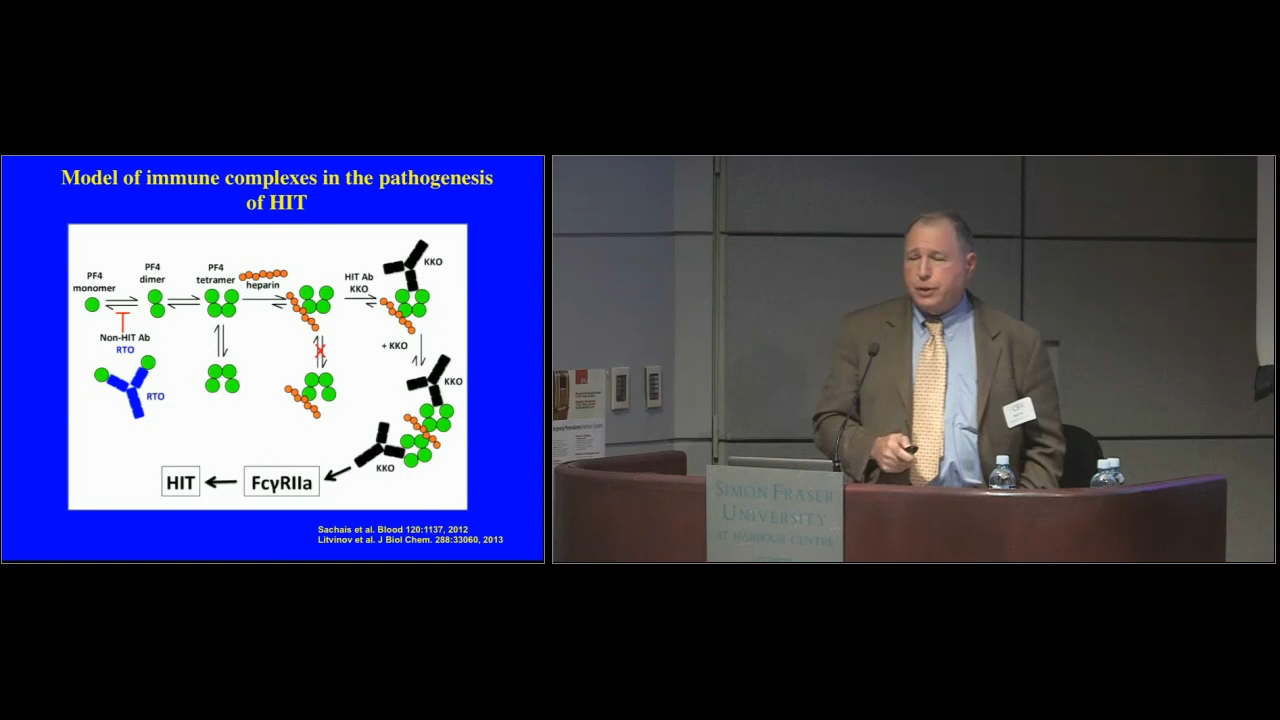 Model of immune complexes in the pathogenesis
of HIT
PF4
monomer
PF4
dimer
PF4
tetramer
heparin
HIT Ab
KKO
KKO
Non-HIT Ab
RTO
RTO
+ KKO
KKO
KKO
HIT
FcγRIIa
Sachais et al. Blood 120:1137, 2012
Litvinov et al. J Biol Chem. 288:33060, 2013
SIMON FRASER
UNIVERSITY
AT HARBOUR CENTRE